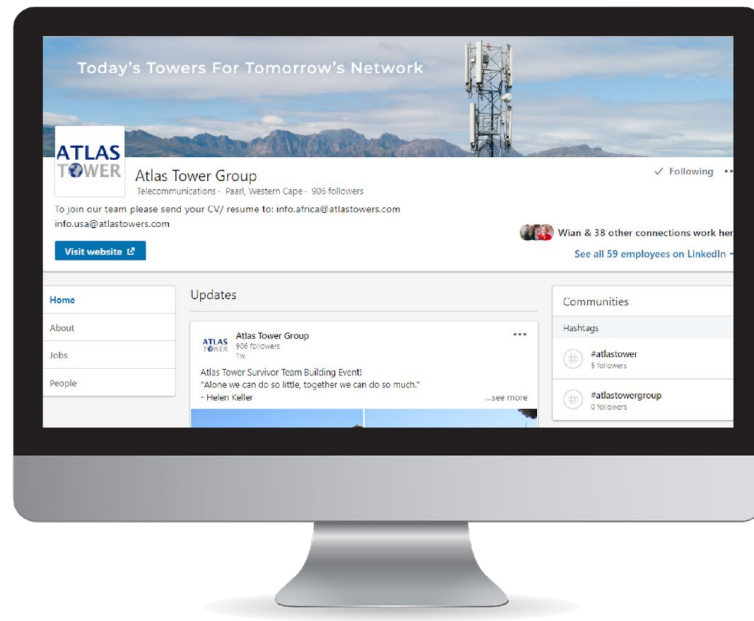 Today's Towers For Tomorrow's Network
ATLAS
TOWER
Atlas Tower Group
Telecommunications · Paarl, Western Cape · 906 followers
✓ Following
To join our team please send your CV/ resume to: info.africa@atlastowers.com
info.usa@atlastowers.com
Wian & 38 other connections work her
Visit website
See all 59 employees on LinkedIn
Home
About
Jobs
People
Updates
ATLAS
TOWER
Atlas Tower Group
906 followers
1w
Atlas Tower Survivor Team Building Event!
"Alone we can do so little, together we can do so much."
- Helen Keller
...see more
Communities
Hashtags
#atlastower
5 followers
#atlastowergroup
0 followers